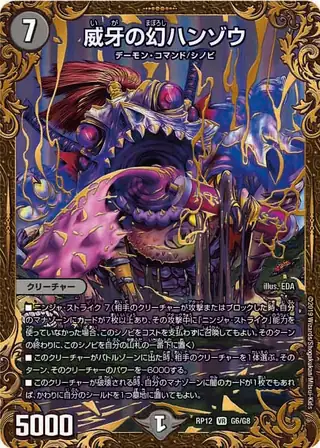 7
いが まぼろし
威牙の幻ハンゾウ
デーモン・コマンド/シノビ
illus. EDA
クリーチャー
■ニンジャ・ストライク 7(相手のクリーチャーが攻撃またはブロックした時、自分
のマナゾーンにカードが7枚以上あり、その攻撃中に「ニンジャ・ストライク」能力を
使っていなかった場合、このシノビをコストを支払わずに召喚してもよい。そのターン
の終わりに、このシノビを自分の山札の一番下に置く)
■このクリーチャーがバトルゾーンに出た時、相手のクリーチャーを1体選ぶ。そのター
ン、そのクリーチャーのパワーを-6000する。
■このクリーチャーが破壊される時、自分のマナゾーンに闇のカードが1枚でもあれ
ば、かわりに自分のシールドを1つ墓地に置いてもよい。
5000
RP12 VR G6/G8
©2019 Wizards/Shogakukan/Mitsui-Kids